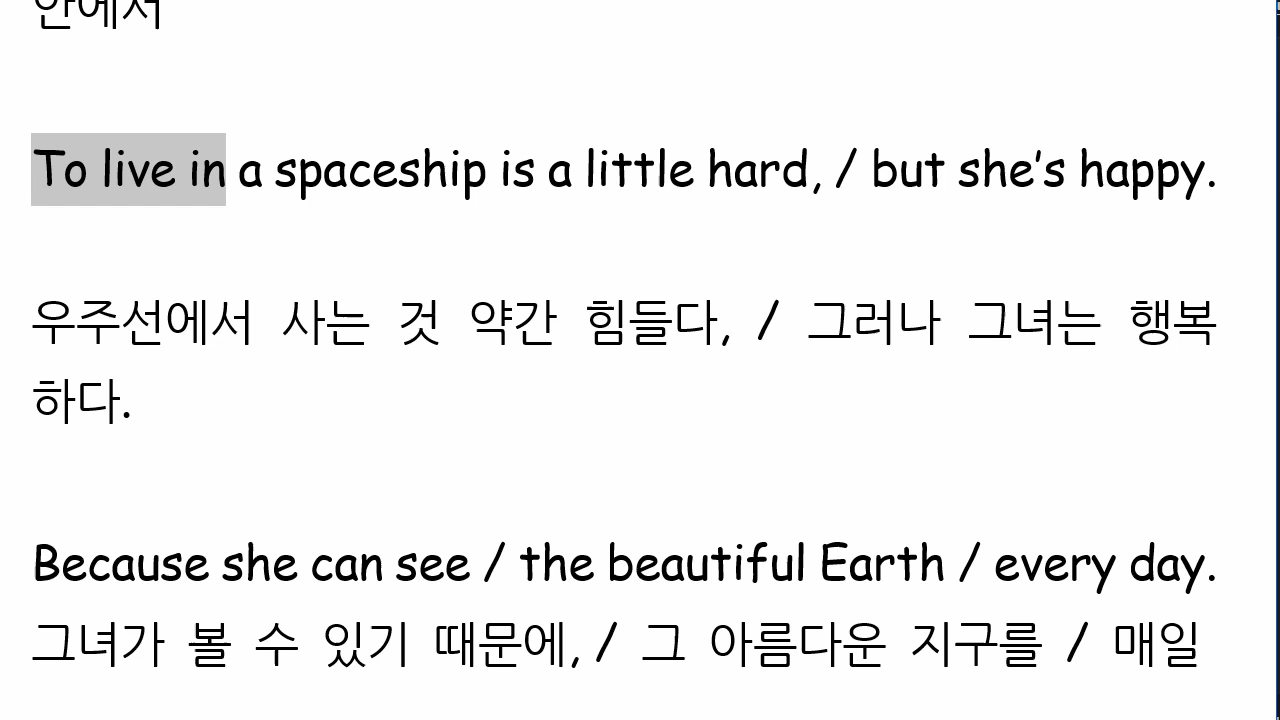 안에서
To live in a spaceship is a little hard, / but she's happy.
우주선에서 사는 것 약간 힘들다, / 그러나 그녀는 행복
하다.
Because she can see / the beautiful Earth / every day.
그녀가 볼 수 있기 때문에, / 그 아름다운 지구를 / 매일